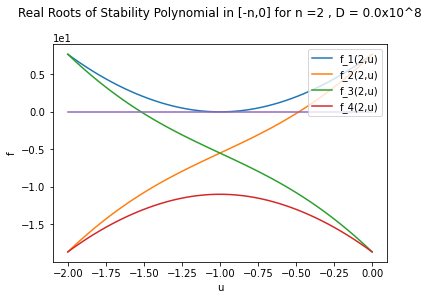 Real Roots of Stability Polynomial in [-n,0] for n =2 , D = 0.0x10^8
1e1
f_1(2,u)
f_2(2,u)
f_3(2,u)
f_4(2,u)
0.5
0.0
−0.5
−1.0
−1.5
f
−2.00 −1.75 −1.50 −1.25 −1.00 −0.75 −0.50 −0.25 0.00
u